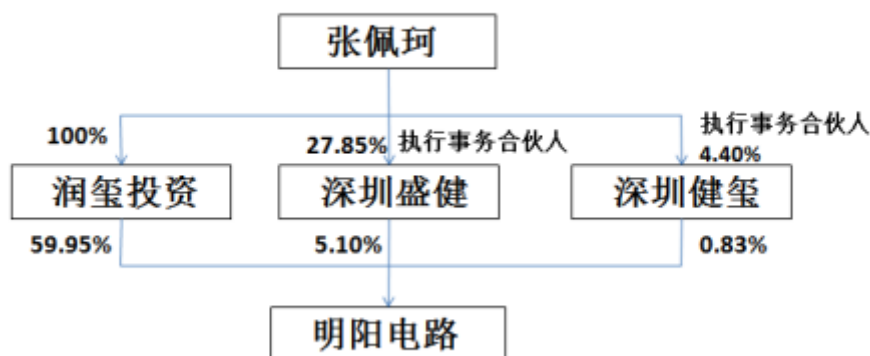 张佩珂
100%
27.85% 执行事务合伙人
执行事务合伙人
4.40%
润玺投资
深圳盛健
深圳健玺
59.95%
5.10%
0.83%
明阳电路